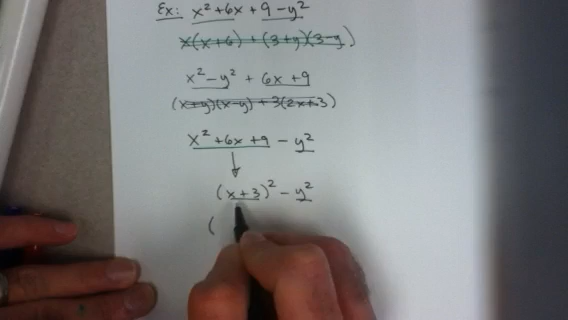 Ex: x² + 6x + 9 - y²
x(x+6) + (3+y)(3-y)
x² - y² + 6x + 9
(x+y)(x-y) + 3(2x+3)
x² + 6x + 9 - y²
(x+3)² - y²
(